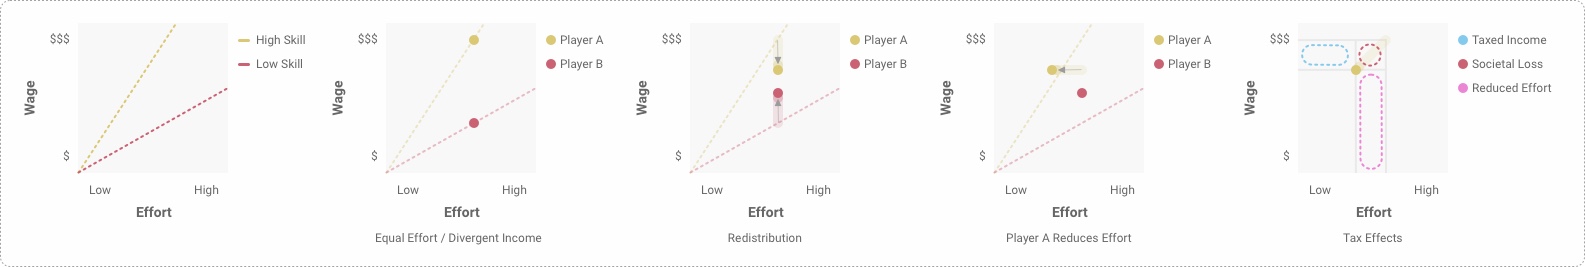 $$$
Wage
$
Low
High
Effort
High Skill
Low Skill
$$$
Wage
$
Low
High
Effort
Player A
Player B
Equal Effort / Divergent Income
$$$
Wage
$
Low
High
Effort
Player A
Player B
Redistribution
$$$
Wage
$
Low
High
Effort
Player A
Player B
Player A Reduces Effort
$$$
Wage
$
Low
High
Effort
Taxed Income
Societal Loss
Reduced Effort
Tax Effects